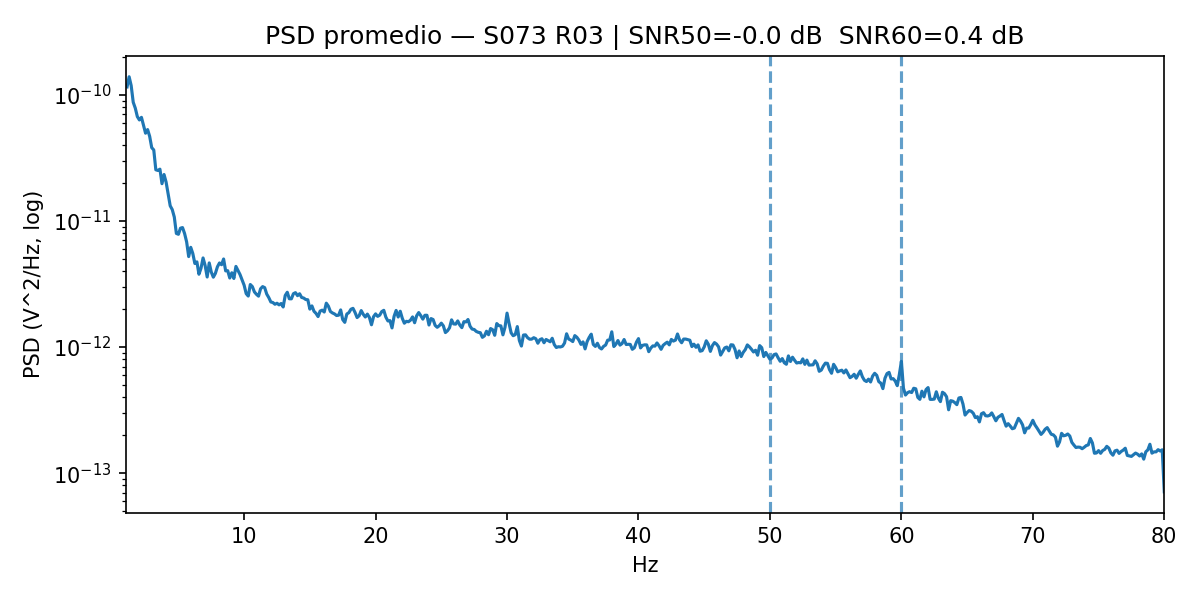 PSD promedio — S073 R03 | SNR50=-0.0 dB  SNR60=0.4 dB
PSD (V^2/Hz, log)
10⁻¹⁰
10⁻¹¹
10⁻¹²
10⁻¹³
10 20 30 40 50 60 70 80
Hz